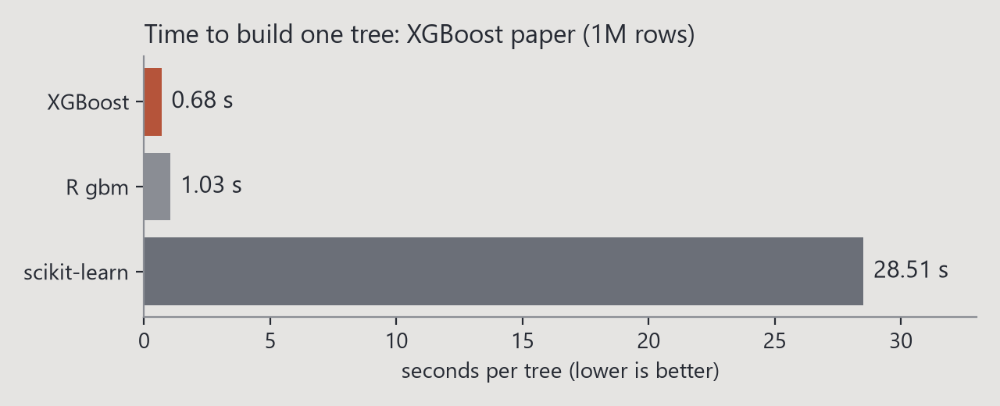 Time to build one tree: XGBoost paper (1M rows)
XGBoost
0.68 s
R gbm
1.03 s
scikit-learn
28.51 s
0 5 10 15 20 25 30
seconds per tree (lower is better)